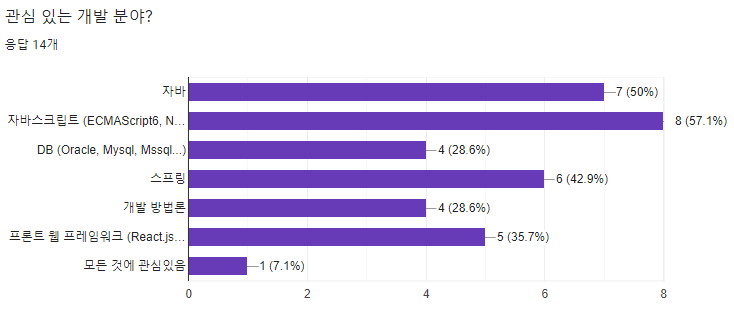 관심 있는 개발 분야?
응답 14개
자바
7 (50%)
자바스크립트 (ECMAScript6, N...
8 (57.1%)
DB (Oracle, Mysql, Mssql...)
4 (28.6%)
스프링
6 (42.9%)
개발 방법론
4 (28.6%)
프론트 웹 프레임워크 (React.js...
5 (35.7%)
모든 것에 관심있음
1 (7.1%)
0 2 4 6 8